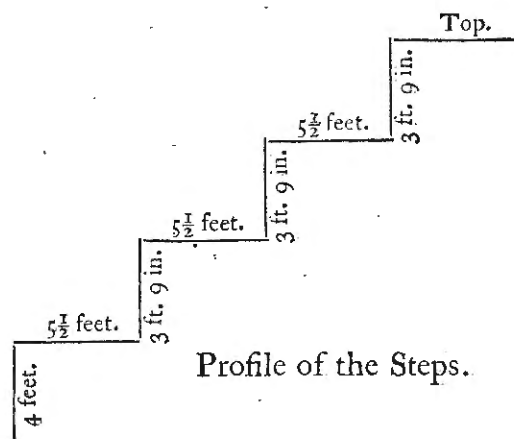 Top.
3 ft. 9 in.
5½ feet.
3 ft. 9 in.
5½ feet.
3 ft. 9 in.
5½ feet.
4 feet.
Profile of the Steps.